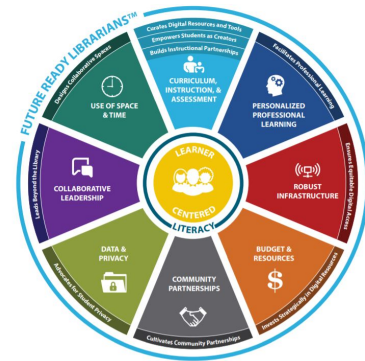 FUTURE READY LIBRARIANS™
Curates Digital Resources and Tools
Empowers Students as Creators
Builds Instructional Partnerships
CURRICULUM,
INSTRUCTION, &
ASSESSMENT
Facilitates Professional Learning
PERSONALIZED
PROFESSIONAL
LEARNING
Ensures Equitable Digital Access
ROBUST
INFRASTRUCTURE
Invests Strategically in Digital Resources
BUDGET &
RESOURCES
$
Cultivates Community Partnerships
COMMUNITY
PARTNERSHIPS
Advocates for Student Privacy
DATA &
PRIVACY
Leads Beyond the Library
COLLABORATIVE
LEADERSHIP
Designs Collaborative Spaces
USE OF SPACE
& TIME
LEARNER
CENTERED
LITERACY